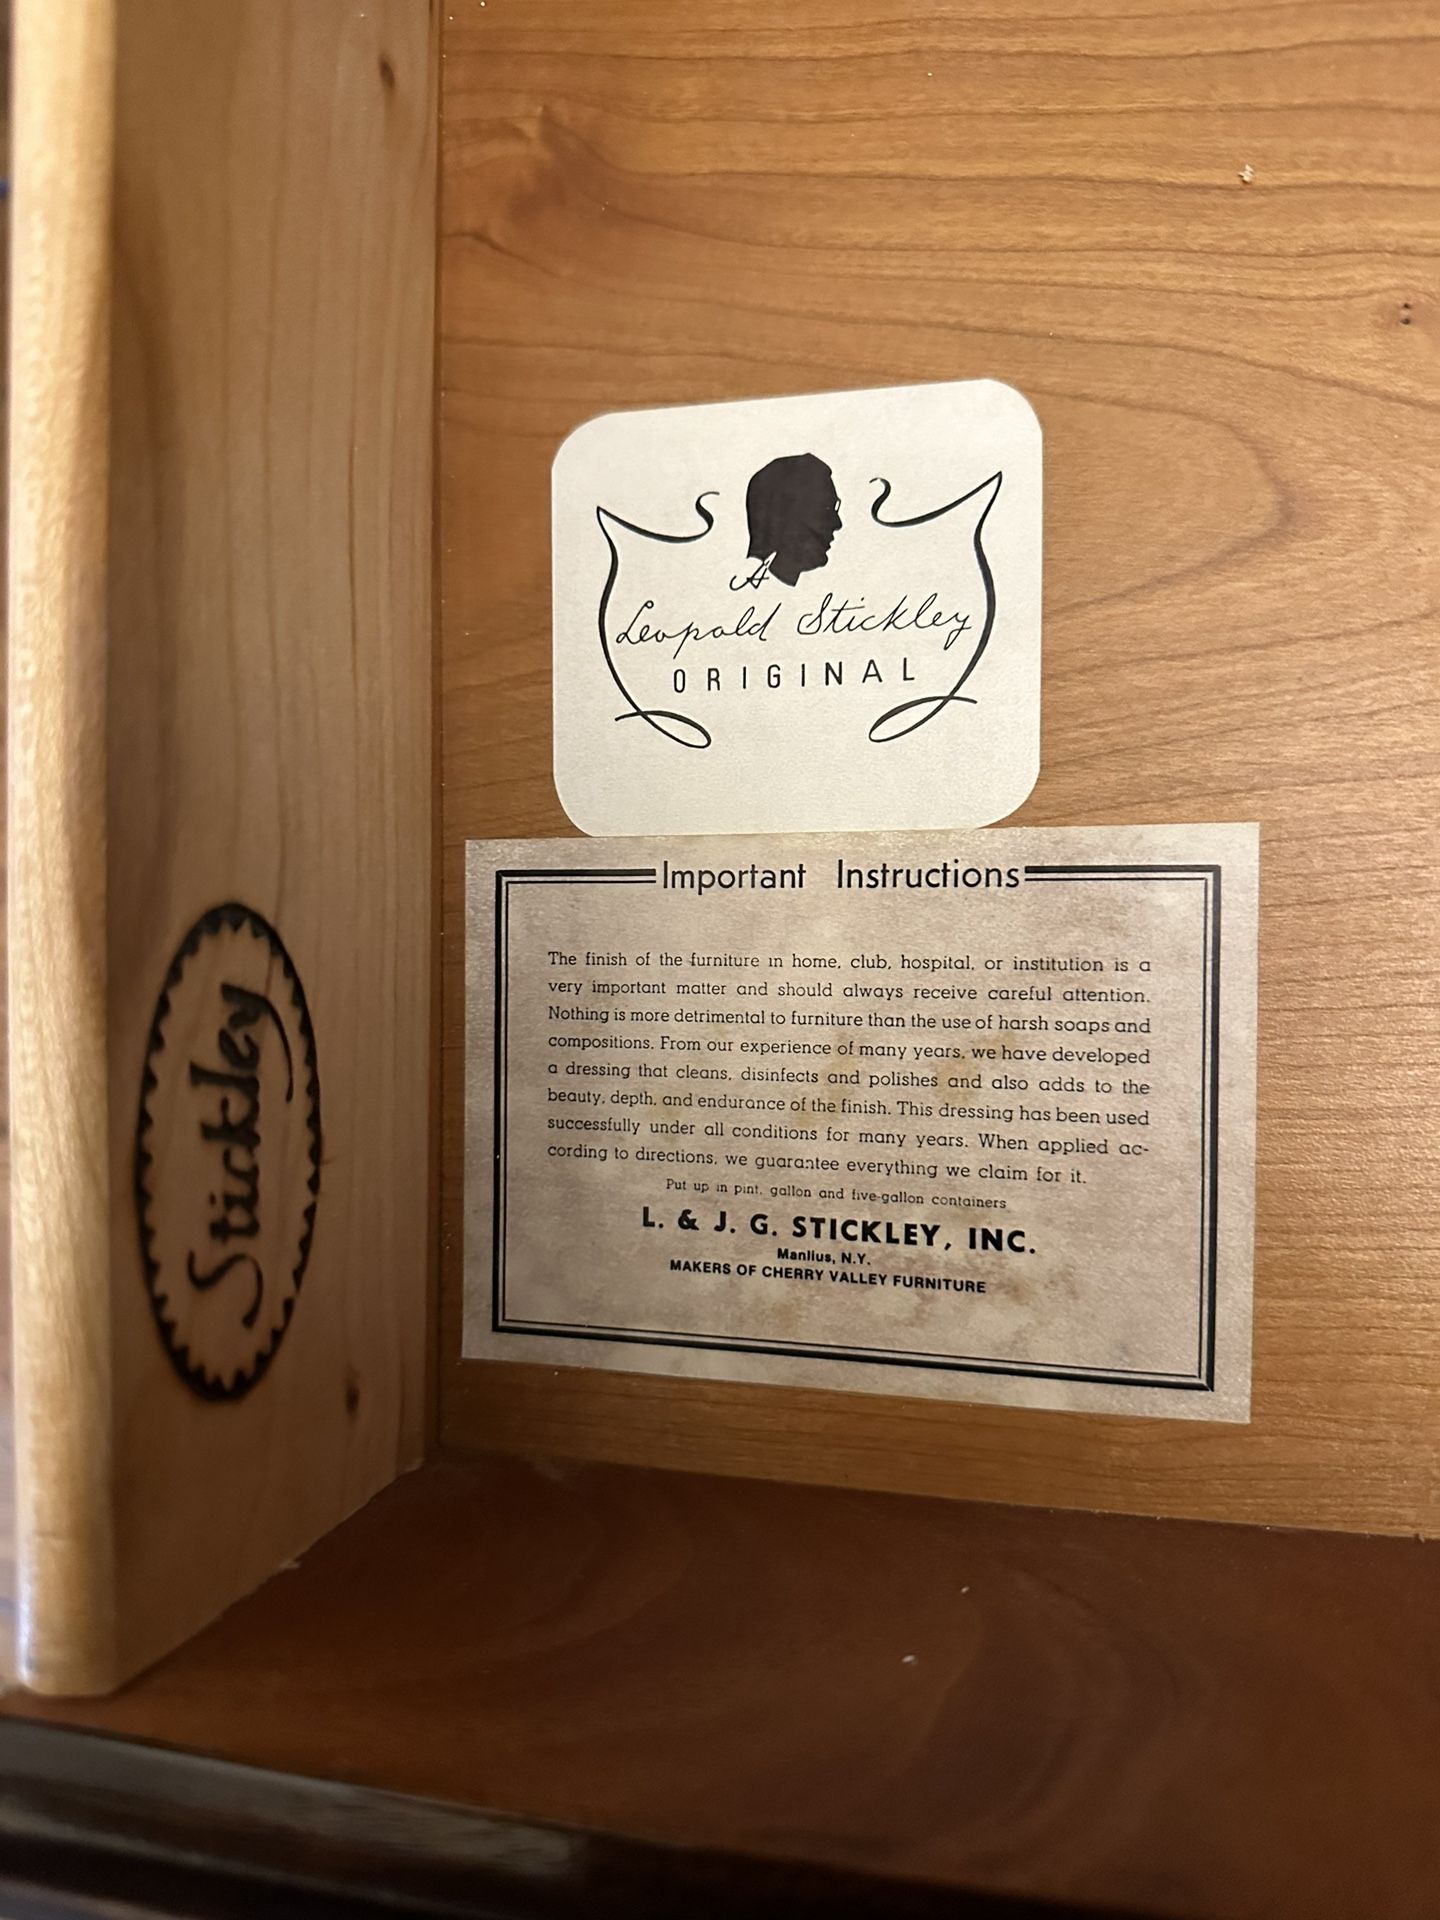 A
Leopold Stickley
ORIGINAL
Stickley
Important Instructions
The finish of the furniture in home, club, hospital, or institution is a
very important matter and should always receive careful attention.
Nothing is more detrimental to furniture than the use of harsh soaps and
compositions. From our experience of many years, we have developed
a dressing that cleans, disinfects and polishes and also adds to the
beauty, depth, and endurance of the finish. This dressing has been used
successfully under all conditions for many years. When applied ac-
cording to directions, we guarantee everything we claim for it.
Put up in pint, gallon and five-gallon containers
L. & J. G. STICKLEY, INC.
Manlius, N.Y.
MAKERS OF CHERRY VALLEY FURNITURE